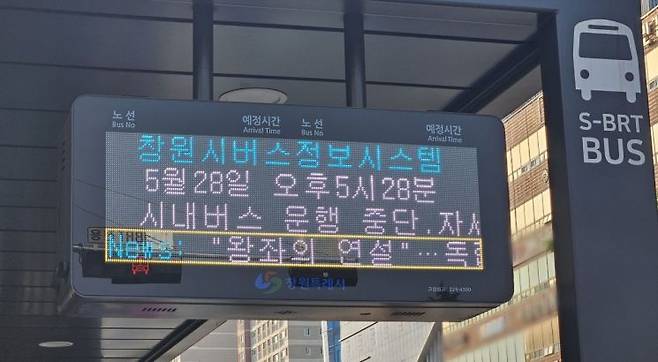 노 선
Bus No
예정시간
Arrival Time
노 선
Bus No
예정시간
Arrival Time
창원시버스정보시스템
5월28일 오후5시28분
시내버스 운행 중단.자세
News: "왕좌의 연설"…독
창원특례시
S-BRT
BUS